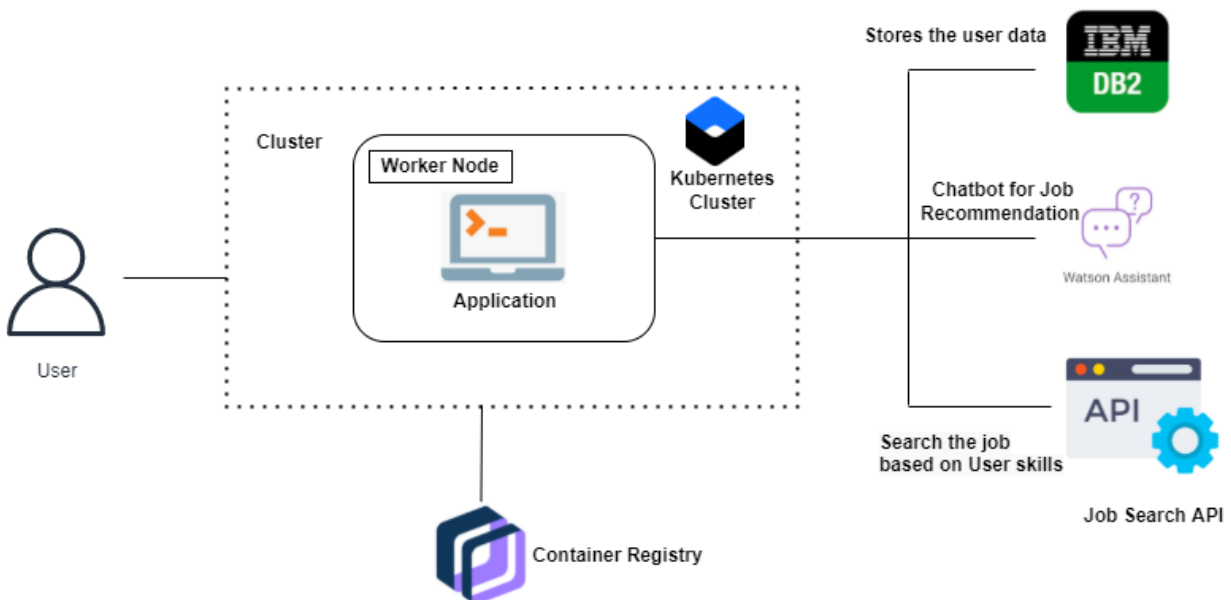 Stores the user data
IBM
DB2
Cluster
Worker Node
Kubernetes
Cluster
Application
Chatbot for Job
Recommendation
?
Watson Assistant
User
API
Search the job
based on User skills
Job Search API
Container Registry